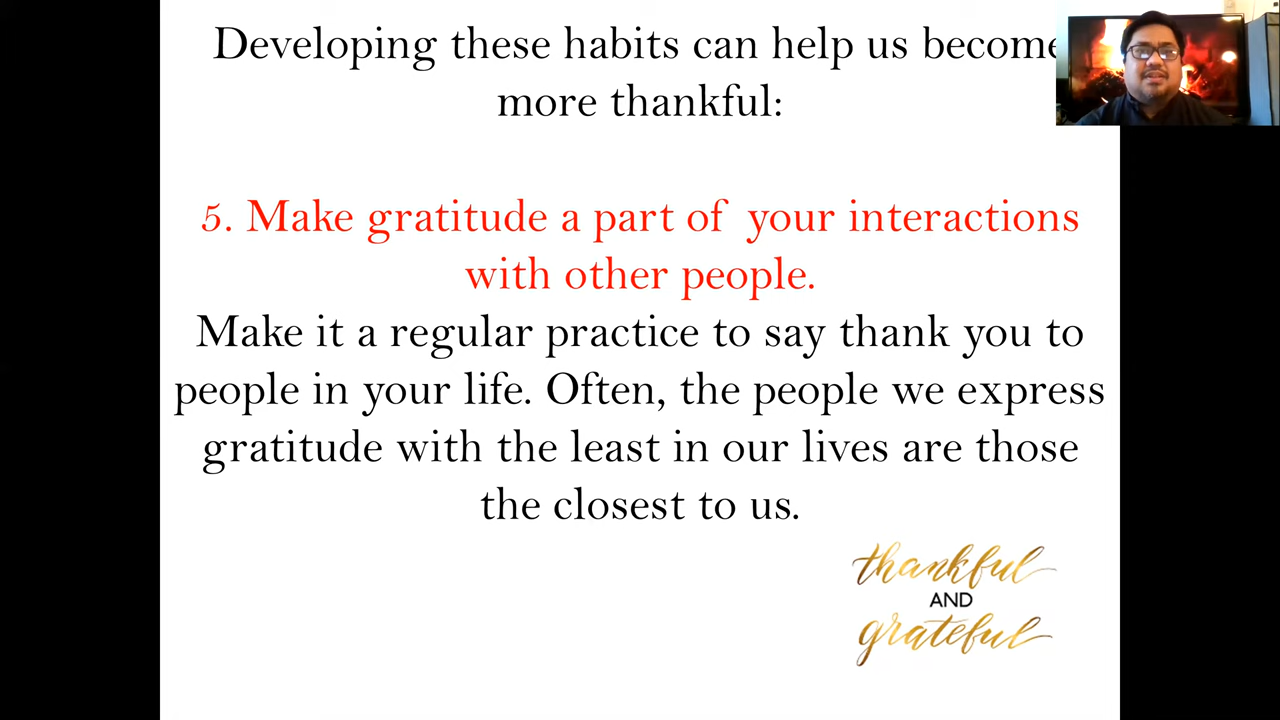 Developing these habits can help us become
more thankful:
5. Make gratitude a part of your interactions
with other people.
Make it a regular practice to say thank you to
people in your life. Often, the people we express
gratitude with the least in our lives are those
the closest to us.
thankful
AND
grateful